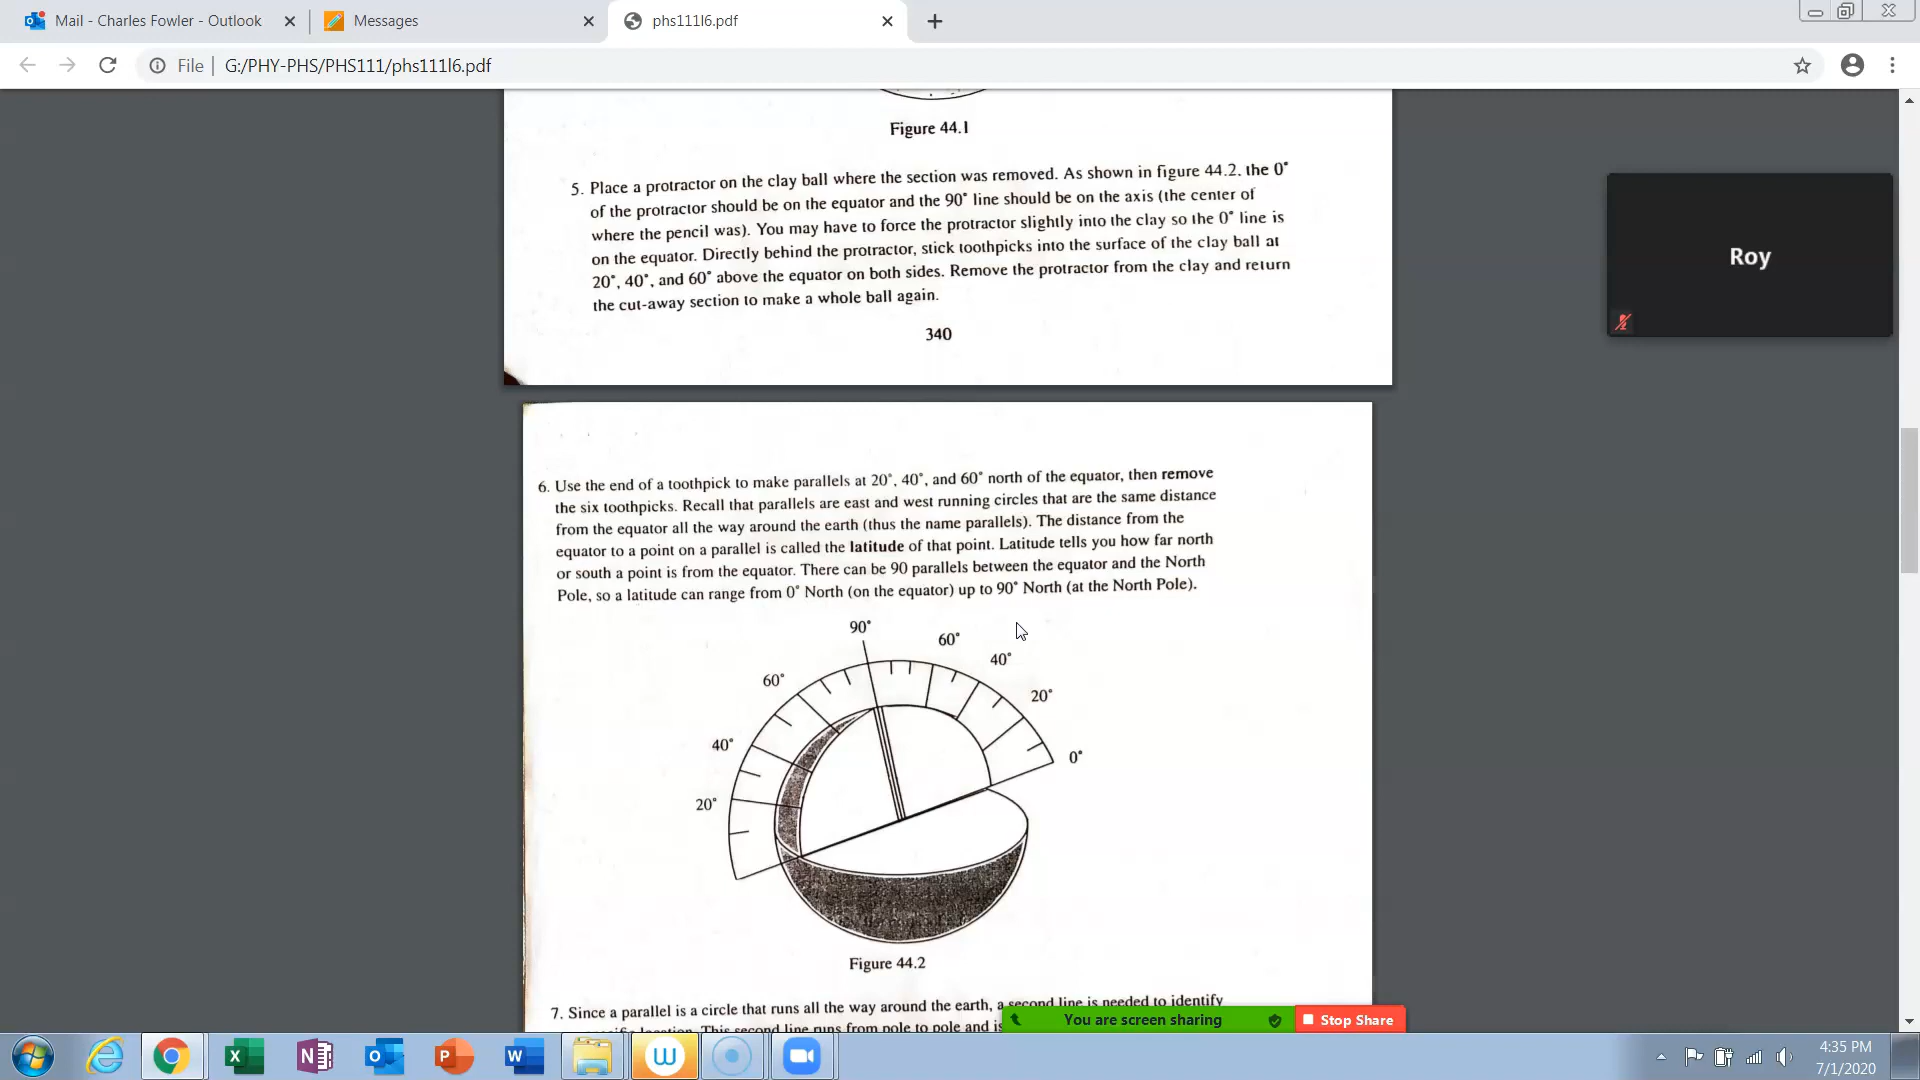 Mail - Charles Fowler - Outlook
Messages
phs111l6.pdf
File | G:/PHY-PHS/PHS111/phs111l6.pdf
Figure 44.1
5. Place a protractor on the clay ball where the section was removed. As shown in figure 44.2, the 0°
of the protractor should be on the equator and the 90° line should be on the axis (the center of
where the pencil was). You may have to force the protractor slightly into the clay so the 0° line is
on the equator. Directly behind the protractor, stick toothpicks into the surface of the clay ball at
20°, 40°, and 60° above the equator on both sides. Remove the protractor from the clay and return
the cut-away section to make a whole ball again.
340
Roy
6. Use the end of a toothpick to make parallels at 20°, 40°, and 60° north of the equator, then remove
the six toothpicks. Recall that parallels are east and west running circles that are the same distance
from the equator all the way around the earth (thus the name parallels). The distance from the
equator to a point on a parallel is called the latitude of that point. Latitude tells you how far north
or south a point is from the equator. There can be 90 parallels between the equator and the North
Pole, so a latitude can range from 0° North (on the equator) up to 90° North (at the North Pole).
90°
60°
40°
60°
20°
40°
0°
20°
Figure 44.2
7. Since a parallel is a circle that runs all the way around the earth, a second line is needed to identify
location. This second line runs from pole to pole and is
You are screen sharing
Stop Share
4:35 PM
7/1/2020